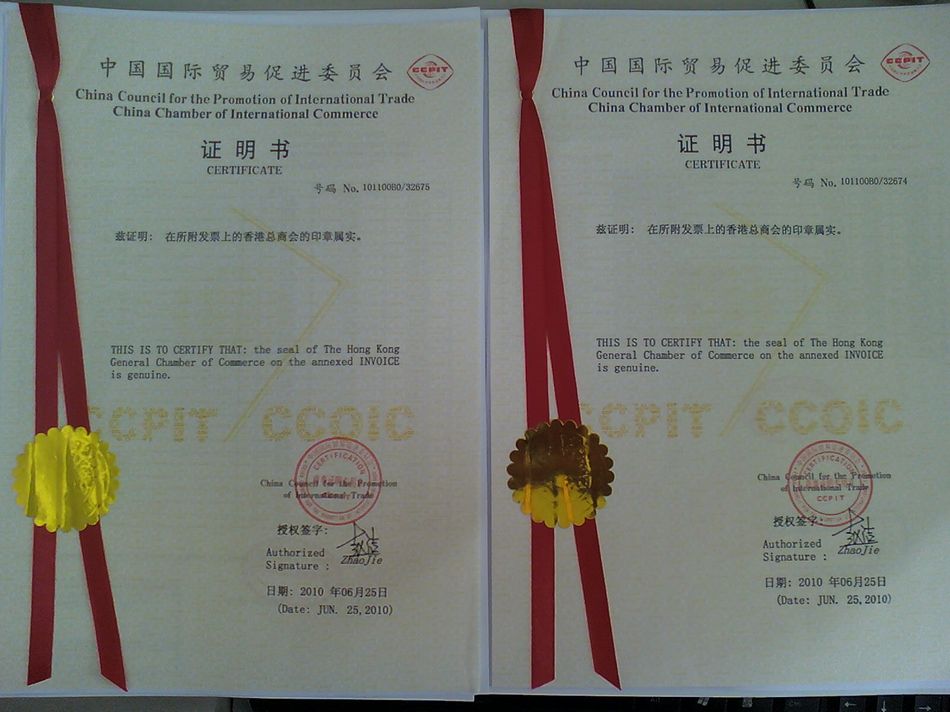 中国国际贸易促进委员会
CCPIT
China Council for the Promotion of International Trade
China Chamber of International Commerce
证明书
CERTIFICATE
号码 No. 101100B0/32675
兹证明: 在所附发票上的香港总商会的印章属实。
THIS IS TO CERTIFY THAT: the seal of The Hong Kong
General Chamber of Commerce on the annexed INVOICE
is genuine.
CCPIT / CCOIC
CERTIFICATION
China Council for the Promotion
of International Trade
授权签字:
Authorized
Signature :
ZhaoJie
日期: 2010 年06月25日
(Date: JUN. 25,2010)
中国国际贸易促进委员会
CCPIT
China Council for the Promotion of International Trade
China Chamber of International Commerce
证明书
CERTIFICATE
号码 No. 101100B0/32674
兹证明: 在所附发票上的香港总商会的印章属实。
THIS IS TO CERTIFY THAT: the seal of The Hong Kong
General Chamber of Commerce on the annexed INVOICE
is genuine.
CCPIT / CCOIC
CERTIFICATION
China Council for the Promotion
of International Trade
CCPIT
授权签字:
Authorized
Signature :
ZhaoJie
日期: 2010 年06月25日
(Date: JUN. 25,2010)